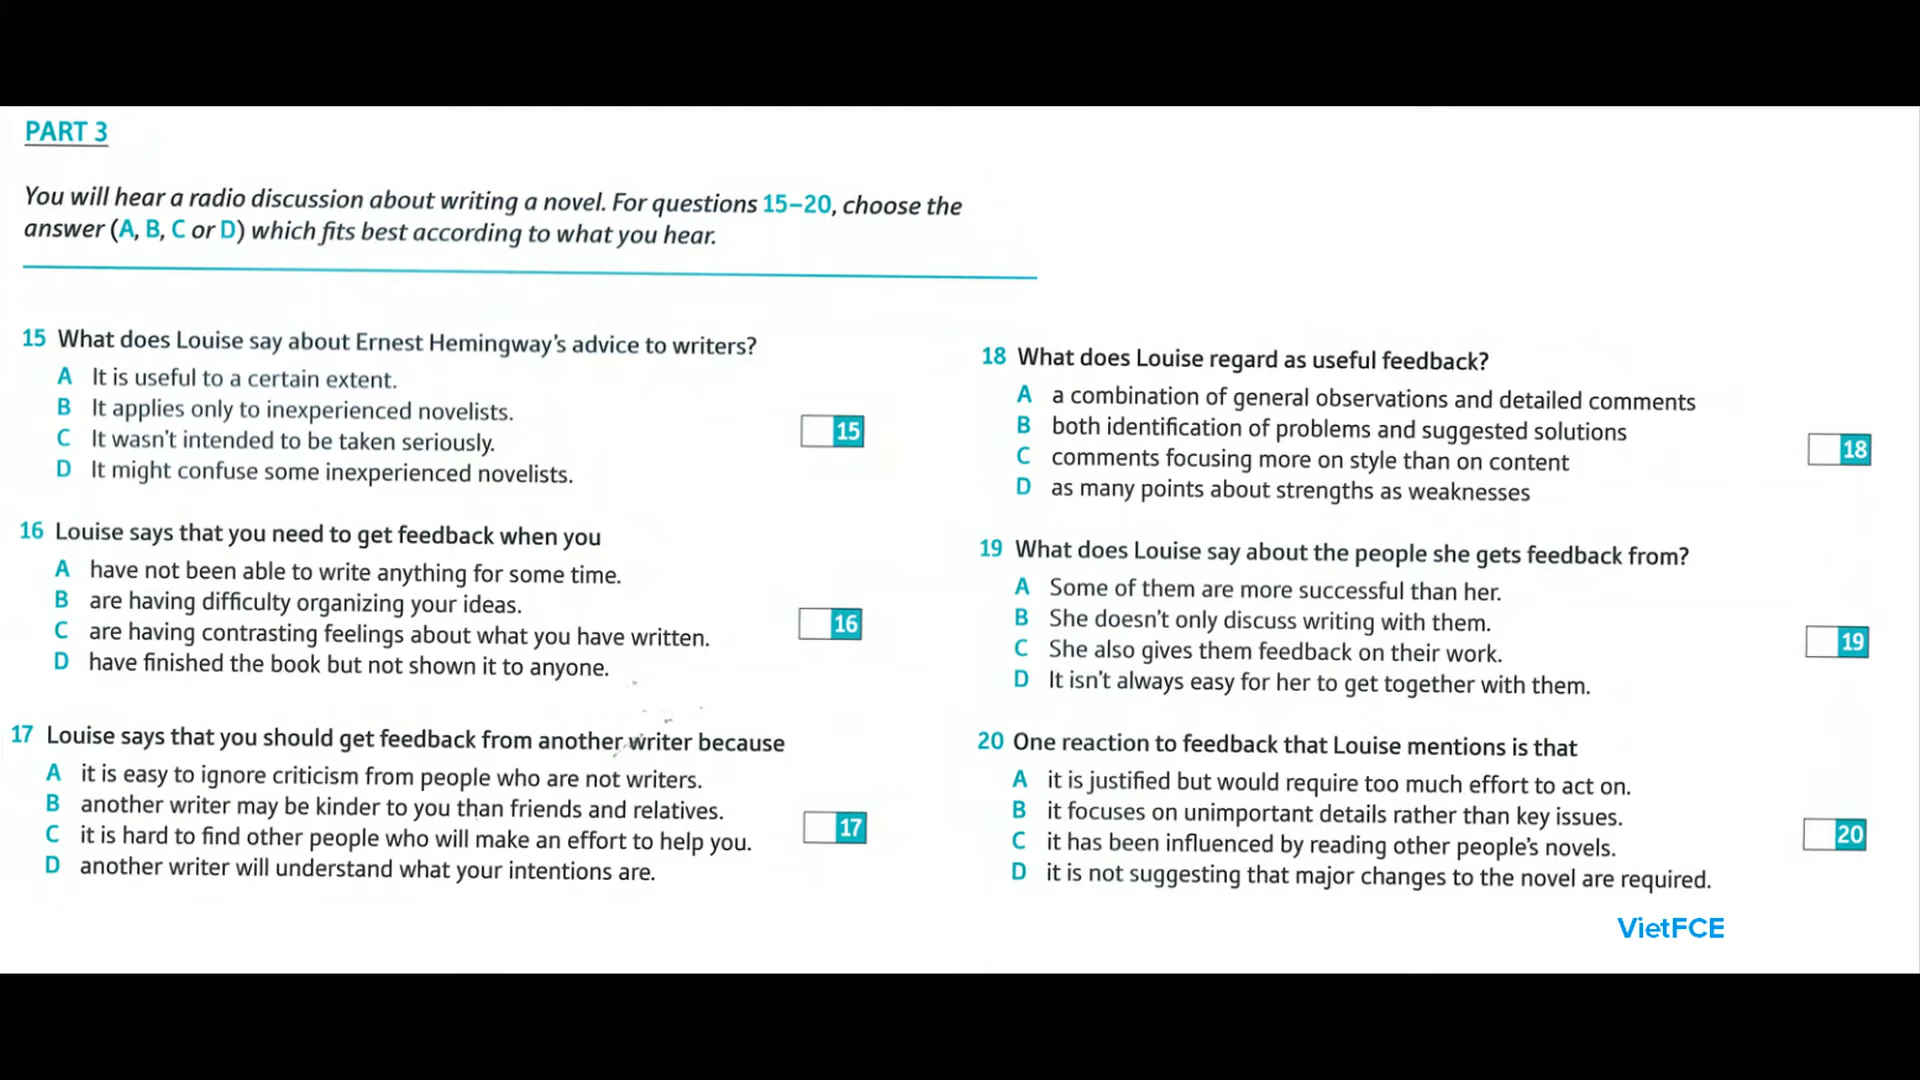 PART 3
You will hear a radio discussion about writing a novel. For questions 15–20, choose the
answer (A, B, C or D) which fits best according to what you hear.
15 What does Louise say about Ernest Hemingway's advice to writers?
A It is useful to a certain extent.
B It applies only to inexperienced novelists.
C It wasn't intended to be taken seriously.
D It might confuse some inexperienced novelists.
15
16 Louise says that you need to get feedback when you
A have not been able to write anything for some time.
B are having difficulty organizing your ideas.
C are having contrasting feelings about what you have written.
D have finished the book but not shown it to anyone.
16
17 Louise says that you should get feedback from another writer because
A it is easy to ignore criticism from people who are not writers.
B another writer may be kinder to you than friends and relatives.
C it is hard to find other people who will make an effort to help you.
D another writer will understand what your intentions are.
17
18 What does Louise regard as useful feedback?
A a combination of general observations and detailed comments
B both identification of problems and suggested solutions
C comments focusing more on style than on content
D as many points about strengths as weaknesses
18
19 What does Louise say about the people she gets feedback from?
A Some of them are more successful than her.
B She doesn't only discuss writing with them.
C She also gives them feedback on their work.
D It isn't always easy for her to get together with them.
19
20 One reaction to feedback that Louise mentions is that
A it is justified but would require too much effort to act on.
B it focuses on unimportant details rather than key issues.
C it has been influenced by reading other people's novels.
D it is not suggesting that major changes to the novel are required.
20
VietFCE